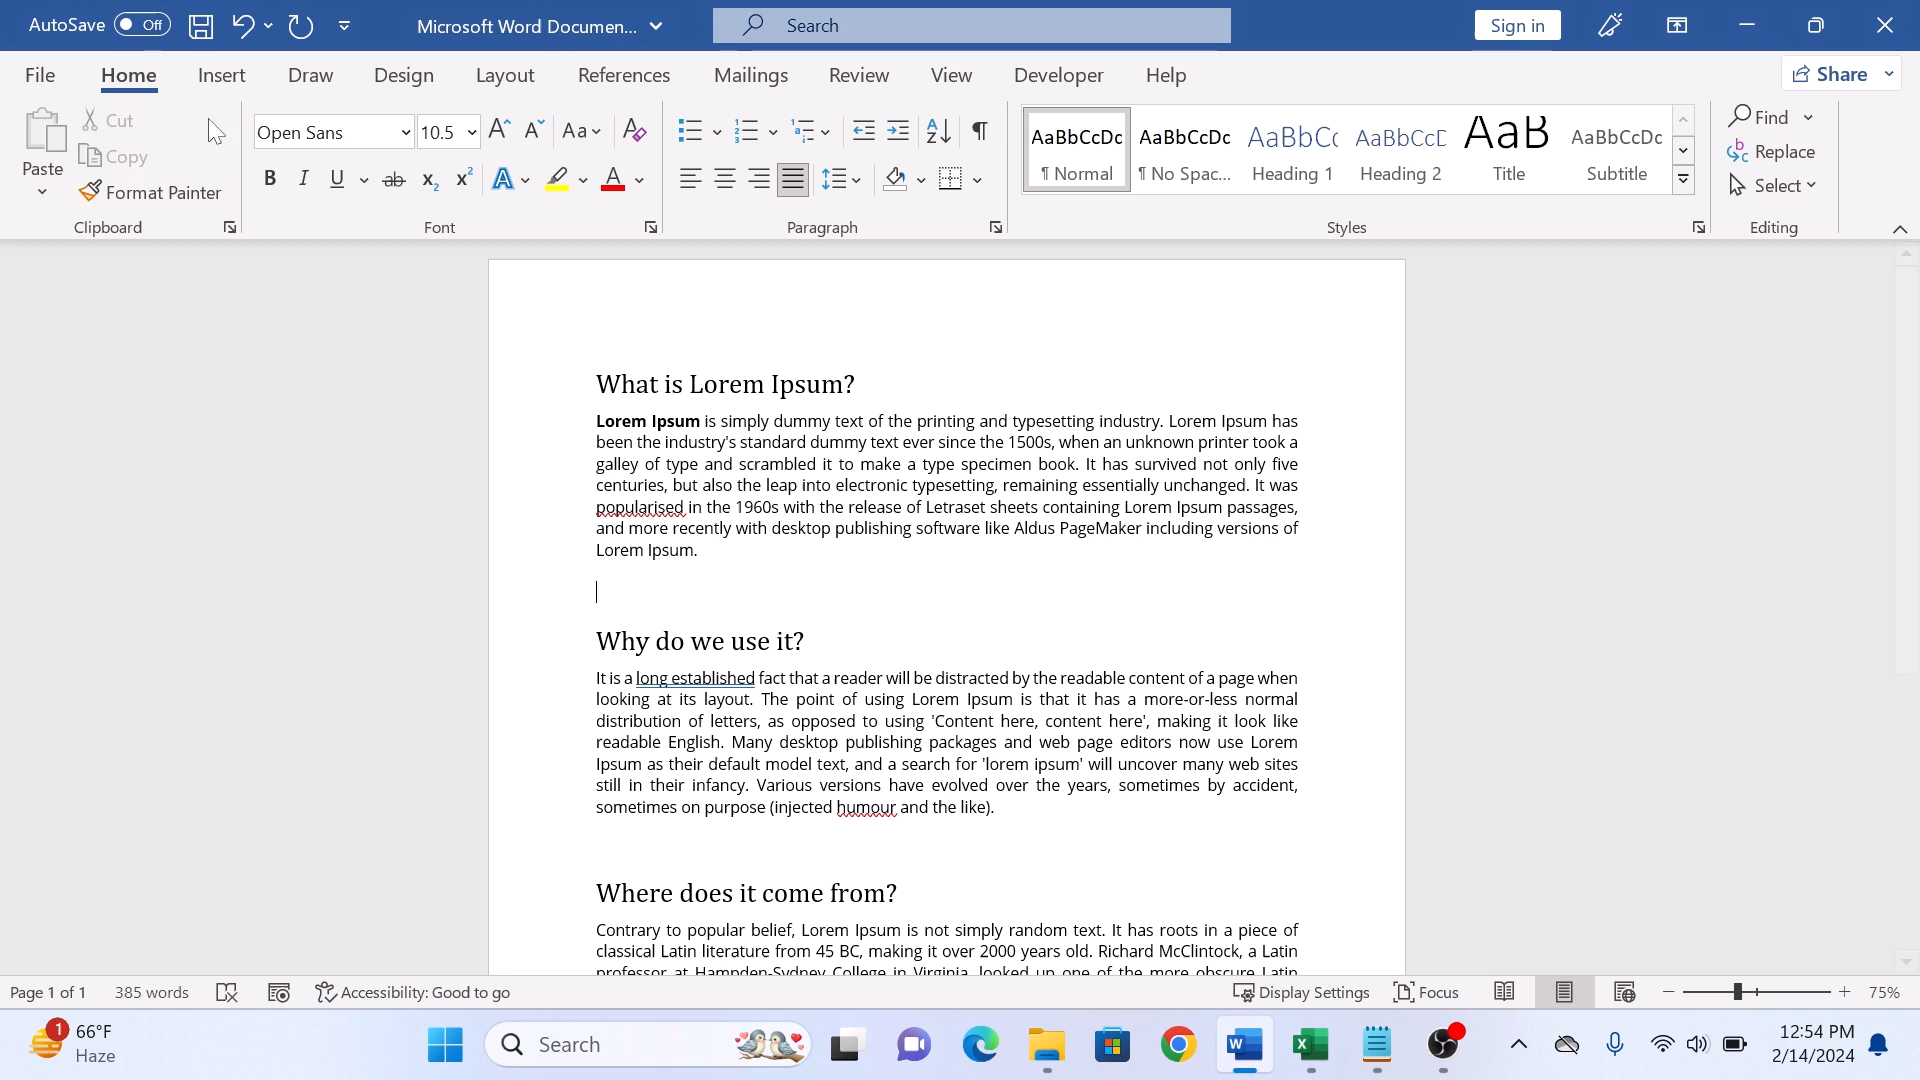 AutoSave Off Microsoft Word Documen... Search Sign in
File Home Insert Draw Design Layout References Mailings Review View Developer Help Share
Paste
Cut
Copy
Format Painter
Clipboard
Open Sans 10.5
Font
Paragraph
AaBbCcDc AaBbCcDc AaBbCc AaBbCcD AaB AaBbCcDc
¶ Normal ¶ No Spac... Heading 1 Heading 2 Title Subtitle
Styles
Find
Replace
Select
Editing
What is Lorem Ipsum?
Lorem Ipsum is simply dummy text of the printing and typesetting industry. Lorem Ipsum has
been the industry's standard dummy text ever since the 1500s, when an unknown printer took a
galley of type and scrambled it to make a type specimen book. It has survived not only five
centuries, but also the leap into electronic typesetting, remaining essentially unchanged. It was
popularised in the 1960s with the release of Letraset sheets containing Lorem Ipsum passages,
and more recently with desktop publishing software like Aldus PageMaker including versions of
Lorem Ipsum.
Why do we use it?
It is a long established fact that a reader will be distracted by the readable content of a page when
looking at its layout. The point of using Lorem Ipsum is that it has a more-or-less normal
distribution of letters, as opposed to using 'Content here, content here', making it look like
readable English. Many desktop publishing packages and web page editors now use Lorem
Ipsum as their default model text, and a search for 'lorem ipsum' will uncover many web sites
still in their infancy. Various versions have evolved over the years, sometimes by accident,
sometimes on purpose (injected humour and the like).
Where does it come from?
Contrary to popular belief, Lorem Ipsum is not simply random text. It has roots in a piece of
classical Latin literature from 45 BC, making it over 2000 years old. Richard McClintock, a Latin
professor at Hampden-Sydney College in Virginia, looked up one of the more obscure Latin
Page 1 of 1 385 words Accessibility: Good to go Display Settings Focus 75%
1 66°F
Haze
Search
12:54 PM
2/14/2024